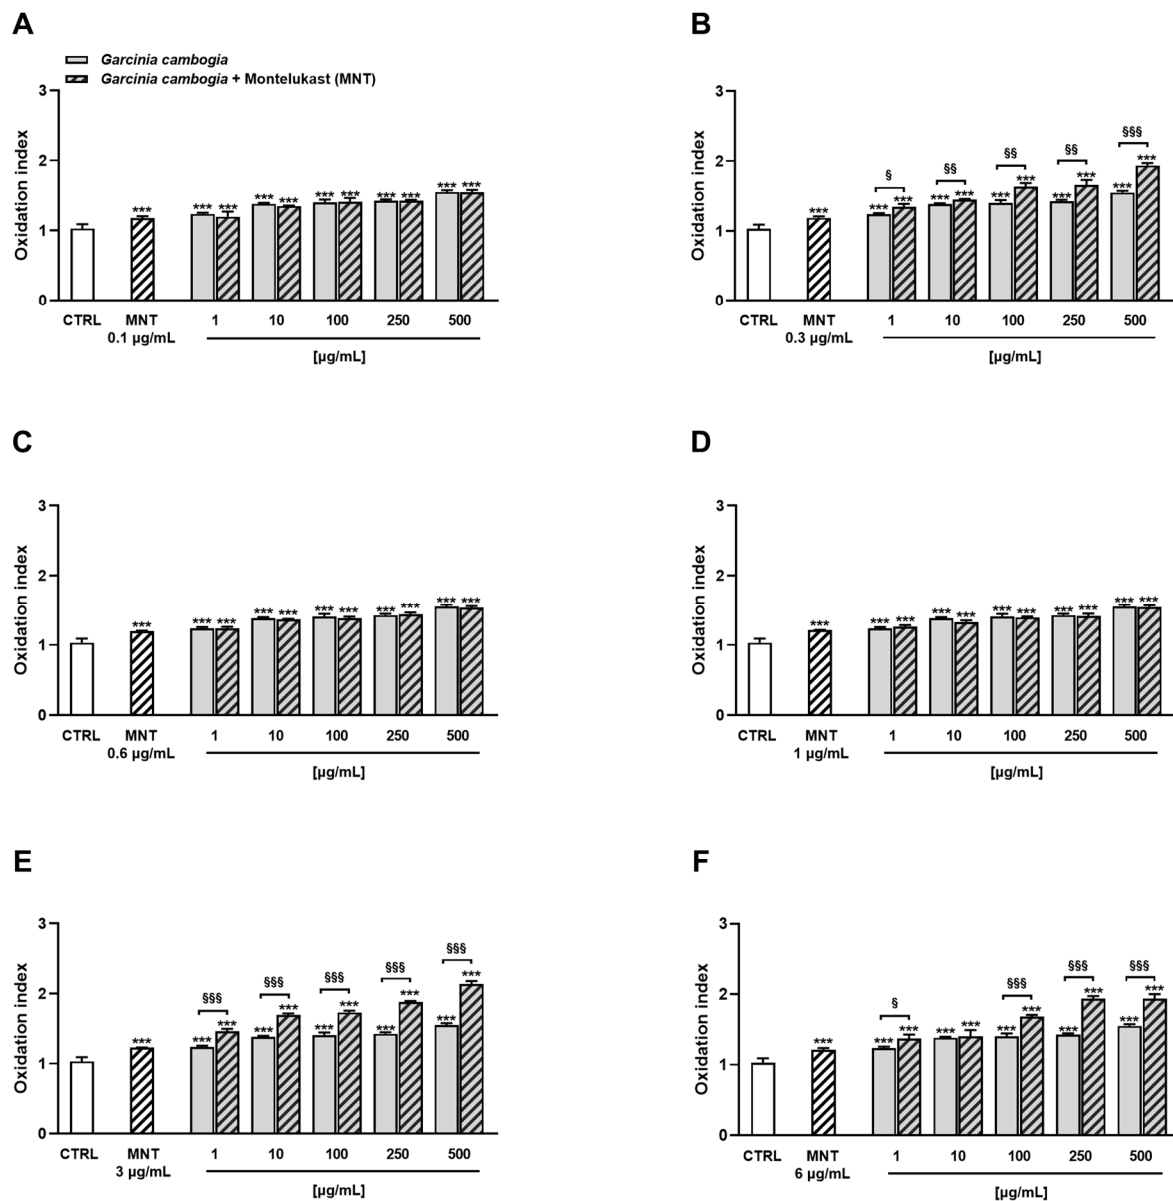 A
Garcinia cambogia
Garcinia cambogia + Montelukast (MNT)
Oxidation index
3
2
1
0
*** *** *** *** *** *** *** *** *** *** ***
CTRL MNT 1 10 100 250 500
0.1 µg/mL
[µg/mL]
B
Oxidation index
3
2
1
0
§ §§ §§ §§ §§§
*** *** *** *** *** *** *** *** *** *** ***
CTRL MNT 1 10 100 250 500
0.3 µg/mL
[µg/mL]
C
Oxidation index
3
2
1
0
*** *** *** *** *** *** *** *** *** *** ***
CTRL MNT 1 10 100 250 500
0.6 µg/mL
[µg/mL]
D
Oxidation index
3
2
1
0
*** *** *** *** *** *** *** *** *** *** ***
CTRL MNT 1 10 100 250 500
1 µg/mL
[µg/mL]
E
Oxidation index
3
2
1
0
§§§ §§§ §§§ §§§ §§§
*** *** *** *** *** *** *** *** *** *** ***
CTRL MNT 1 10 100 250 500
3 µg/mL
[µg/mL]
F
Oxidation index
3
2
1
0
§ §§§ §§§ §§§
*** *** *** *** *** *** *** *** *** *** ***
CTRL MNT 1 10 100 250 500
6 µg/mL
[µg/mL]